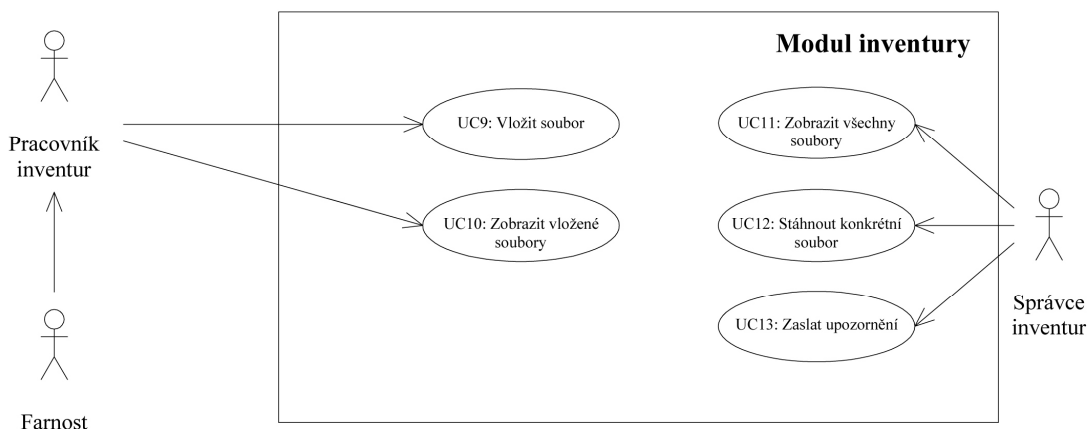 Modul inventury
Pracovník
inventur
Farnost
UC9: Vložit soubor
UC10: Zobrazit vložené
soubory
UC11: Zobrazit všechny
soubory
UC12: Stáhnout konkrétní
soubor
UC13: Zaslat upozornění
Správce
inventur